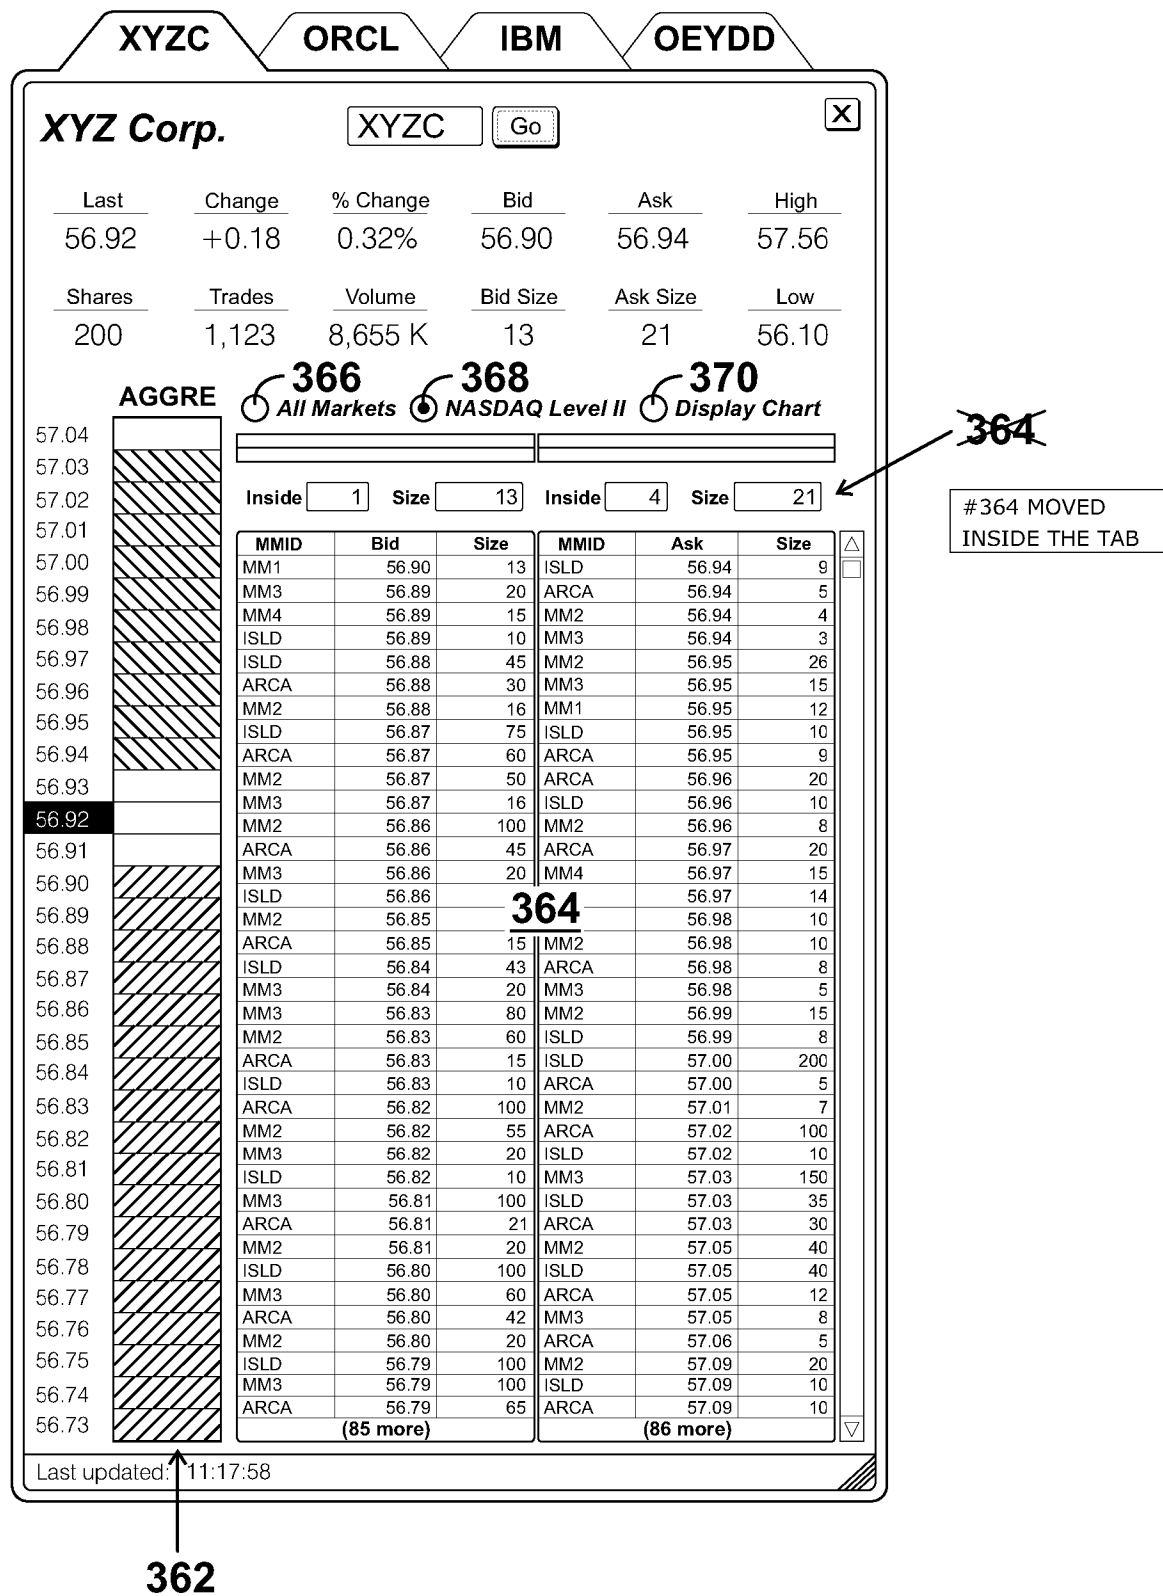 XYZC ORCL IBM OEYDD
XYZ Corp. XYZC Go X
Last Change % Change Bid Ask High
56.92 +0.18 0.32% 56.90 56.94 57.56
Shares Trades Volume Bid Size Ask Size Low
200 1,123 8,655 K 13 21 56.10
366 368 370
AGGRE All Markets NASDAQ Level II Display Chart
364
#364 MOVED
INSIDE THE TAB
57.04
57.03
57.02
57.01
57.00
56.99
56.98
56.97
56.96
56.95
56.94
56.93
56.92
56.91
56.90
56.89
56.88
56.87
56.86
56.85
56.84
56.83
56.82
56.81
56.80
56.79
56.78
56.77
56.76
56.75
56.74
56.73
Inside 1 Size 13 Inside 4 Size 21
MMID Bid Size MMID Ask Size
MM1 56.90 13 ISLD 56.94 9
MM3 56.89 20 ARCA 56.94 5
MM4 56.89 15 MM2 56.94 4
ISLD 56.89 10 MM3 56.94 3
ISLD 56.88 45 MM2 56.95 26
ARCA 56.88 30 MM3 56.95 15
MM2 56.88 16 MM1 56.95 12
ISLD 56.87 75 ISLD 56.95 10
ARCA 56.87 60 ARCA 56.95 9
MM2 56.87 50 ARCA 56.96 20
MM3 56.87 16 ISLD 56.96 10
MM2 56.86 100 MM2 56.96 8
ARCA 56.86 45 ARCA 56.97 20
MM3 56.86 20 MM4 56.97 15
ISLD 56.86 56.97 14
364
MM2 56.85 56.98 10
ARCA 56.85 15 MM2 56.98 10
ISLD 56.84 43 ARCA 56.98 8
MM3 56.84 20 MM3 56.98 5
MM3 56.83 80 MM2 56.99 15
MM2 56.83 60 ISLD 56.99 8
ARCA 56.83 15 ISLD 57.00 200
ISLD 56.83 10 ARCA 57.00 5
ARCA 56.82 100 MM2 57.01 7
MM2 56.82 55 ARCA 57.02 100
MM3 56.82 20 ISLD 57.02 10
ISLD 56.82 10 MM3 57.03 150
MM3 56.81 100 ISLD 57.03 35
ARCA 56.81 21 ARCA 57.03 30
MM2 56.81 20 MM2 57.05 40
ISLD 56.80 100 ISLD 57.05 40
MM3 56.80 60 ARCA 57.05 12
ARCA 56.80 42 MM3 57.05 8
MM2 56.80 20 ARCA 57.06 5
ISLD 56.79 100 MM2 57.09 20
MM3 56.79 100 ISLD 57.09 10
ARCA 56.79 65 ARCA 57.09 10
(85 more) (86 more)
Last updated: 11:17:58
362